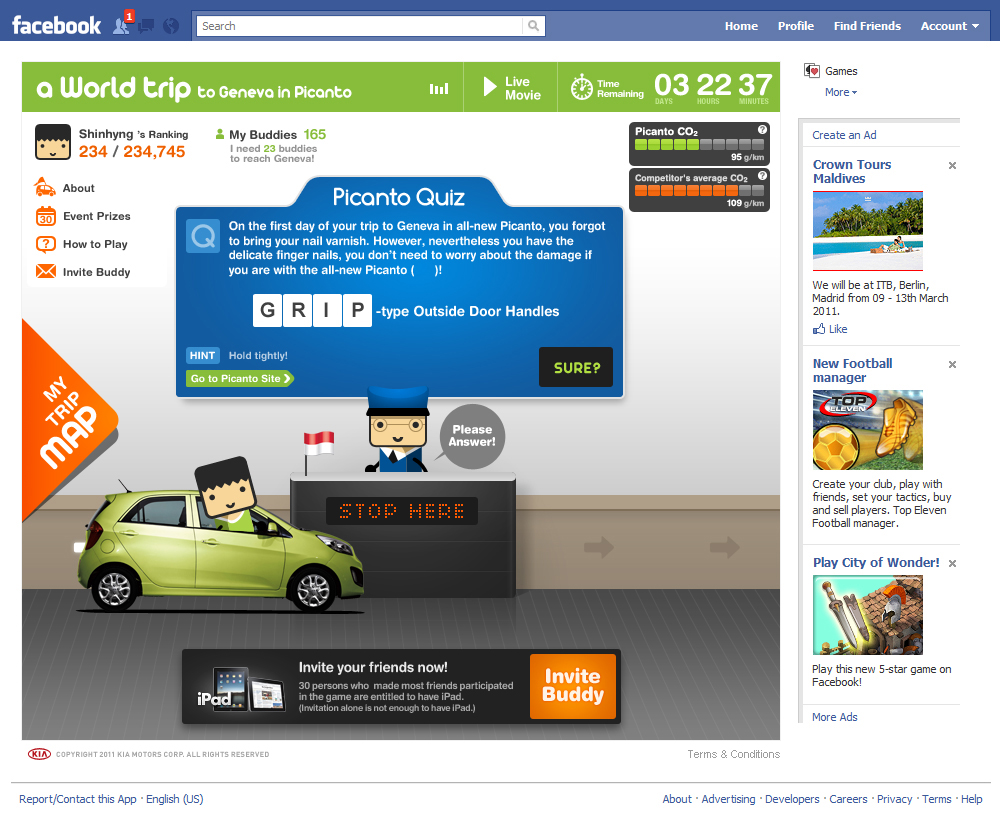 facebook
1
Search
Home
Profile
Find Friends
Account
a World trip to Geneva in Picanto
Live
Movie
Time
Remaining
03 22 37
DAYS HOURS MINUTES
Games
More
Shinhyng 's Ranking
234 / 234,745
My Buddies 165
I need 23 buddies
to reach Geneva!
Picanto CO2
?
95 g/km
Competitor's average CO2
?
109 g/km
About
30
Event Prizes
?
How to Play
Invite Buddy
Picanto Quiz
Q
On the first day of your trip to Geneva in all-new Picanto, you forgot
to bring your nail varnish. However, nevertheless you have the
delicate finger nails, you don't need to worry about the damage if
you are with the all-new Picanto ( )!
G R I P -type Outside Door Handles
HINT Hold tightly!
Go to Picanto Site
SURE?
MY
TRIP
MAP
Please
Answer!
STOP HERE
iPad
Invite your friends now!
30 persons who made most friends participated
in the game are entitled to have iPad.
(Invitation alone is not enough to have iPad.)
Invite
Buddy
KIA COPYRIGHT 2011 KIA MOTORS CORP. ALL RIGHTS RESERVED
Terms & Conditions
Create an Ad
Crown Tours
Maldives
We will be at ITB, Berlin,
Madrid from 09 - 13th March
2011.
Like
New Football
manager
TOP
ELEVEN
Create your club, play with
friends, set your tactics, buy
and sell players. Top Eleven
Football manager.
Play City of Wonder!
Play this new 5-star game on
Facebook!
More Ads
Report/Contact this App · English (US)
About · Advertising · Developers · Careers · Privacy · Terms · Help